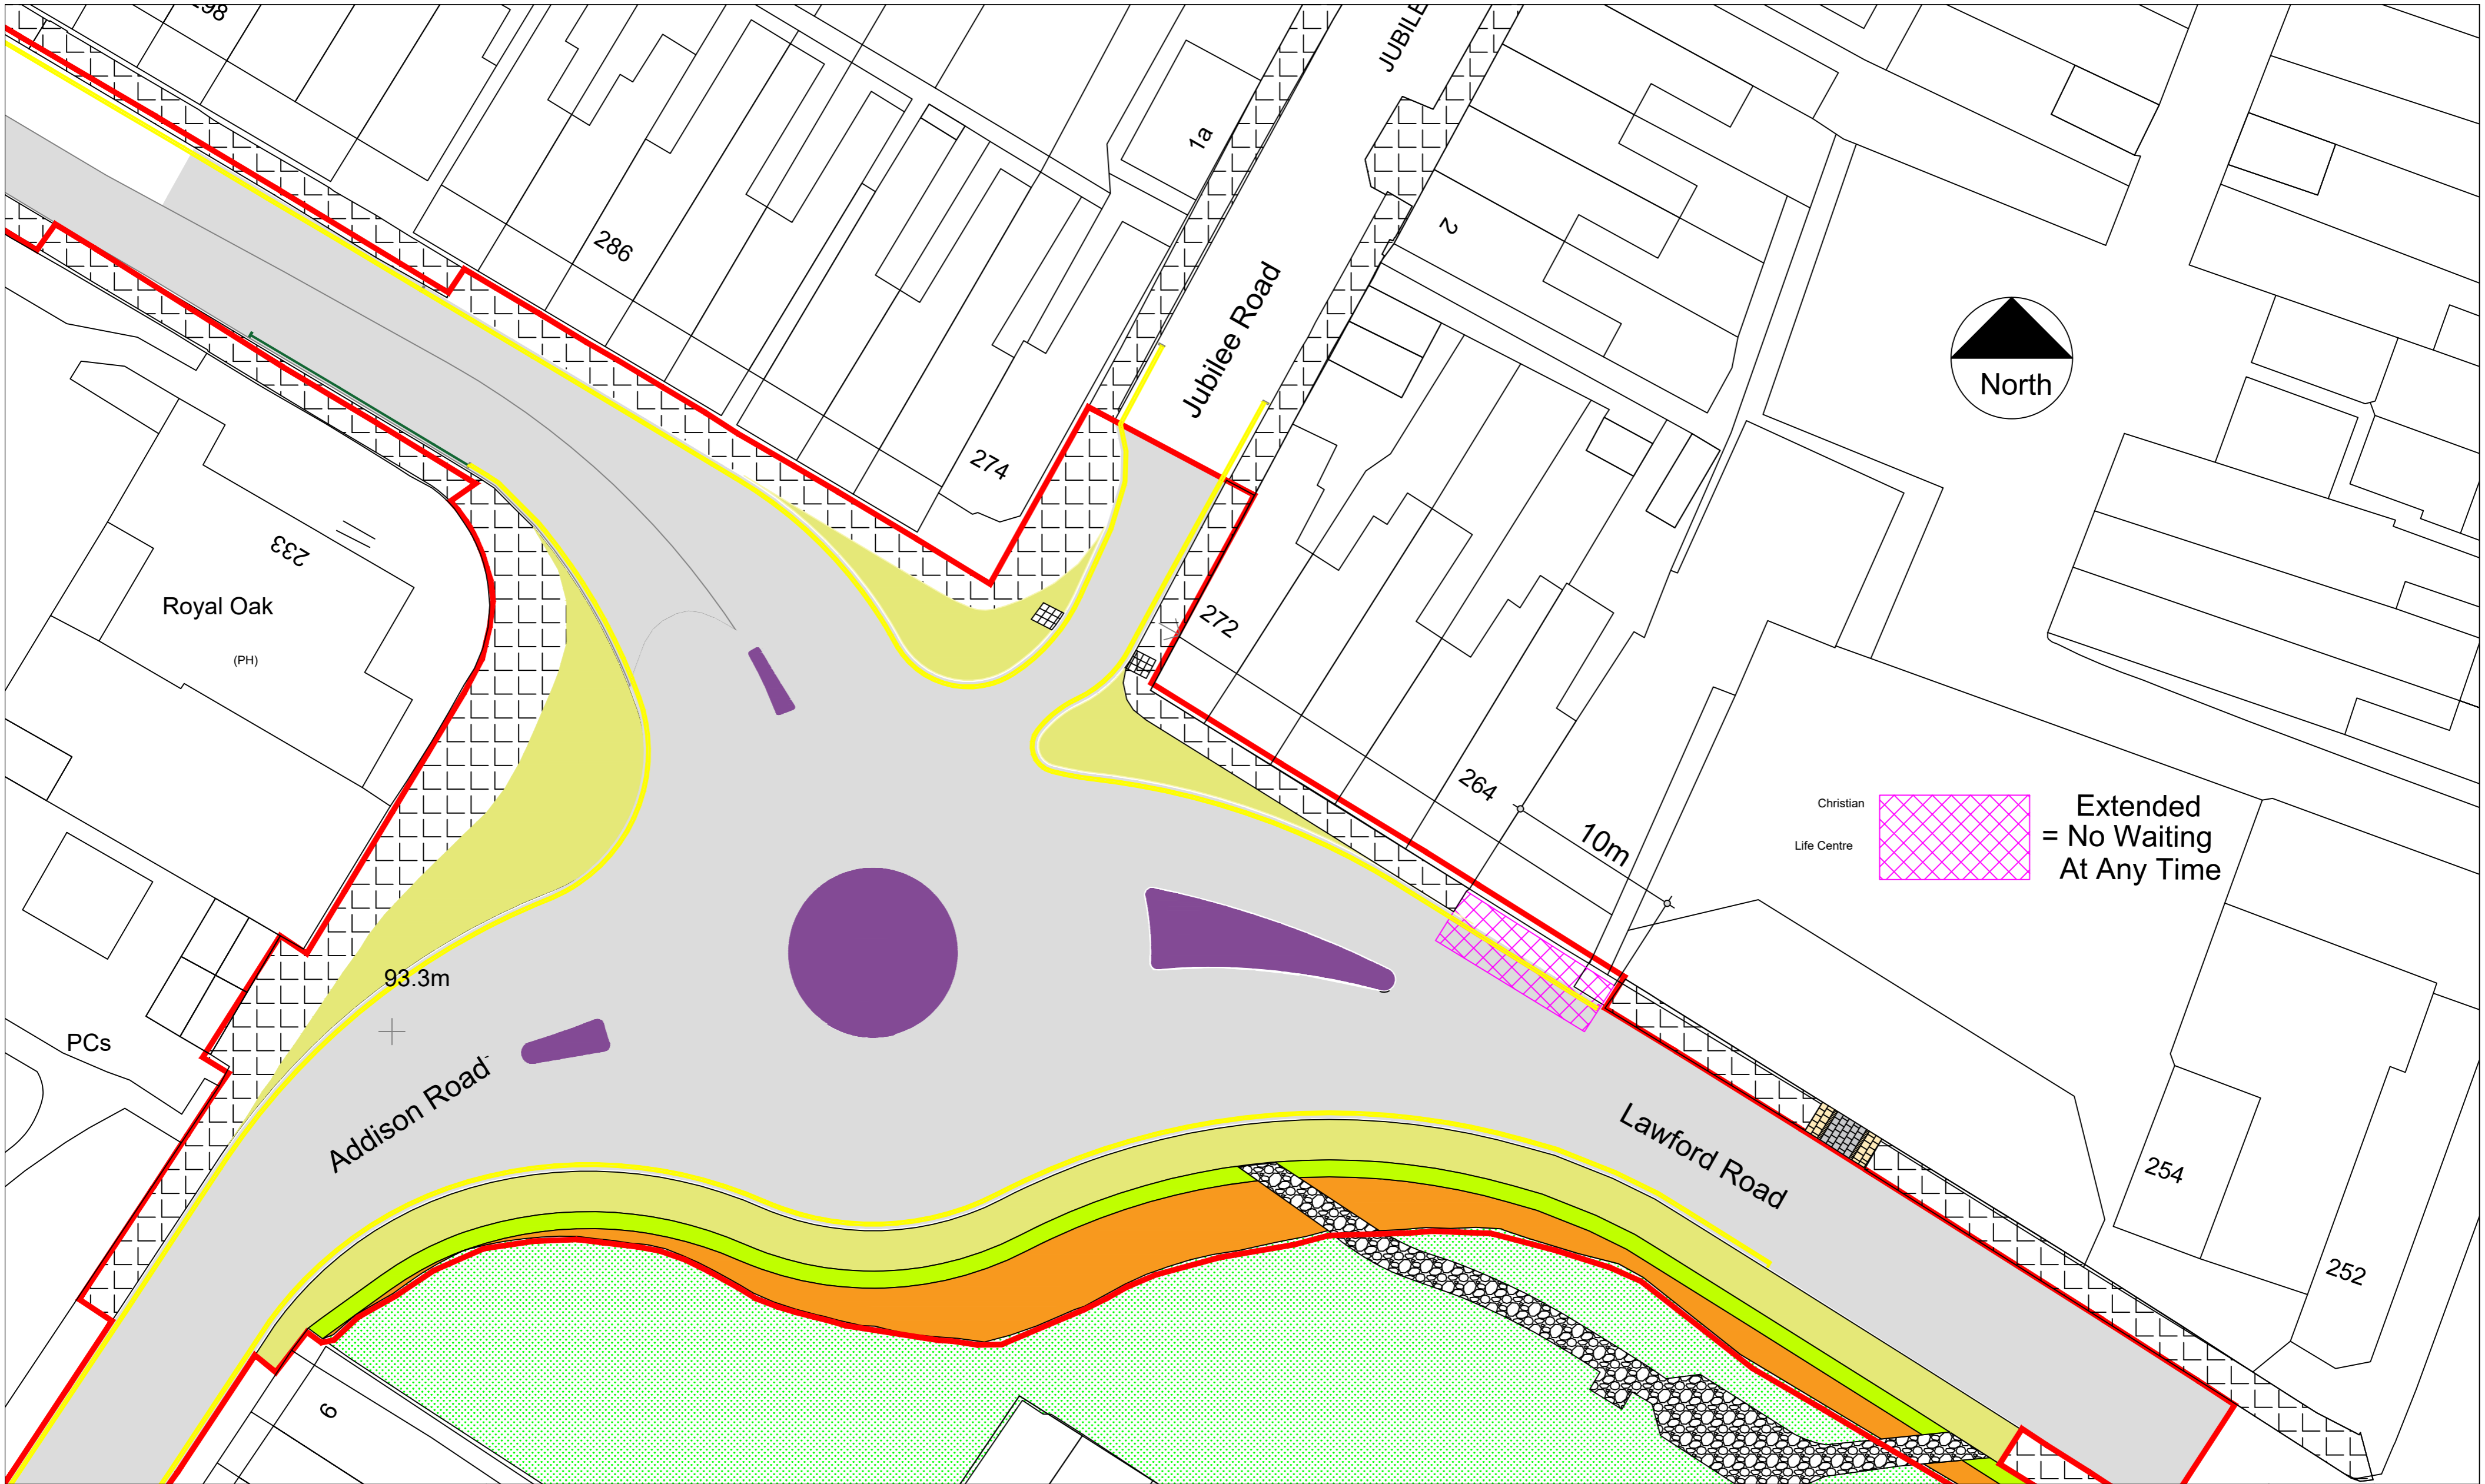 298
JUBILE
1a
2
286
Jubilee Road
North
274
233
Royal Oak
(PH)
272
264
10m
Christian
Life Centre
Extended
= No Waiting
At Any Time
93.3m
PCs
Addison Road
Lawford Road
254
252
6